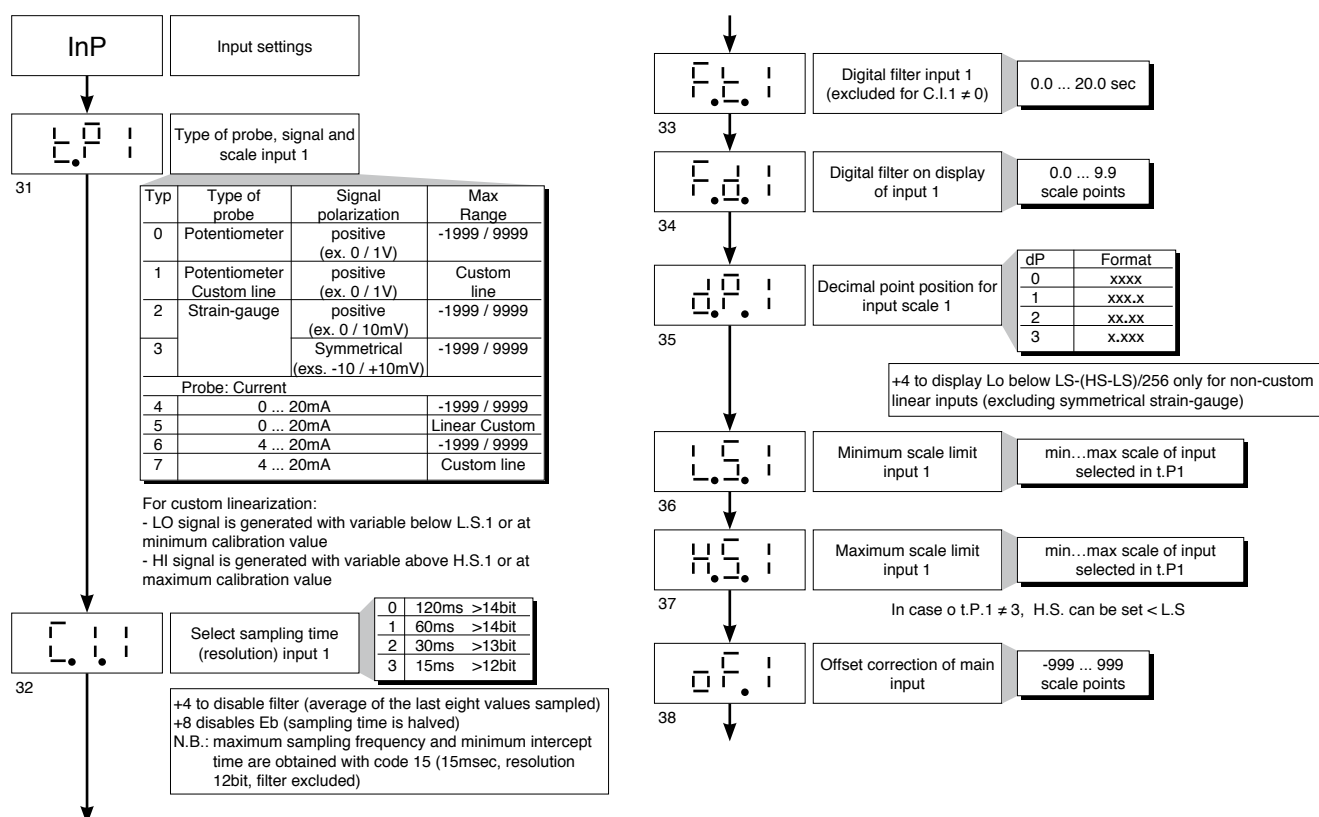 InP
Input settings
t.P 1
Type of probe, signal and
scale input 1
31
Typ Type of probe Signal polarization Max Range
0 Potentiometer positive (ex. 0 / 1V) -1999 / 9999
1 Potentiometer Custom line positive (ex. 0 / 1V) Custom line
2 Strain-gauge positive (ex. 0 / 10mV) -1999 / 9999
3 Symmetrical (exs. -10 / +10mV) -1999 / 9999
Probe: Current
4 0 ... 20mA -1999 / 9999
5 0 ... 20mA Linear Custom
6 4 ... 20mA -1999 / 9999
7 4 ... 20mA Custom line
For custom linearization:
- LO signal is generated with variable below L.S.1 or at
minimum calibration value
- HI signal is generated with variable above H.S.1 or at
maximum calibration value
C.I.1
Select sampling time
(resolution) input 1
0 120ms >14bit
1 60ms >14bit
2 30ms >13bit
3 15ms >12bit
32
+4 to disable filter (average of the last eight values sampled)
+8 disables Eb (sampling time is halved)
N.B.: maximum sampling frequency and minimum intercept
time are obtained with code 15 (15msec, resolution
12bit, filter excluded)
F.t.1
Digital filter input 1
(excluded for C.I.1 ≠ 0)
0.0 ... 20.0 sec
33
F.d.1
Digital filter on display
of input 1
0.0 ... 9.9
scale points
34
d.P.1
Decimal point position for
input scale 1
dP Format
0 xxxx
1 xxx.x
2 xx.xx
3 x.xxx
35
+4 to display Lo below LS-(HS-LS)/256 only for non-custom
linear inputs (excluding symmetrical strain-gauge)
L.S.1
Minimum scale limit
input 1
min...max scale of input
selected in t.P1
36
H.S.1
Maximum scale limit
input 1
min...max scale of input
selected in t.P1
37
In case o t.P.1 ≠ 3, H.S. can be set < L.S
oF.1
Offset correction of main
input
-999 ... 999
scale points
38